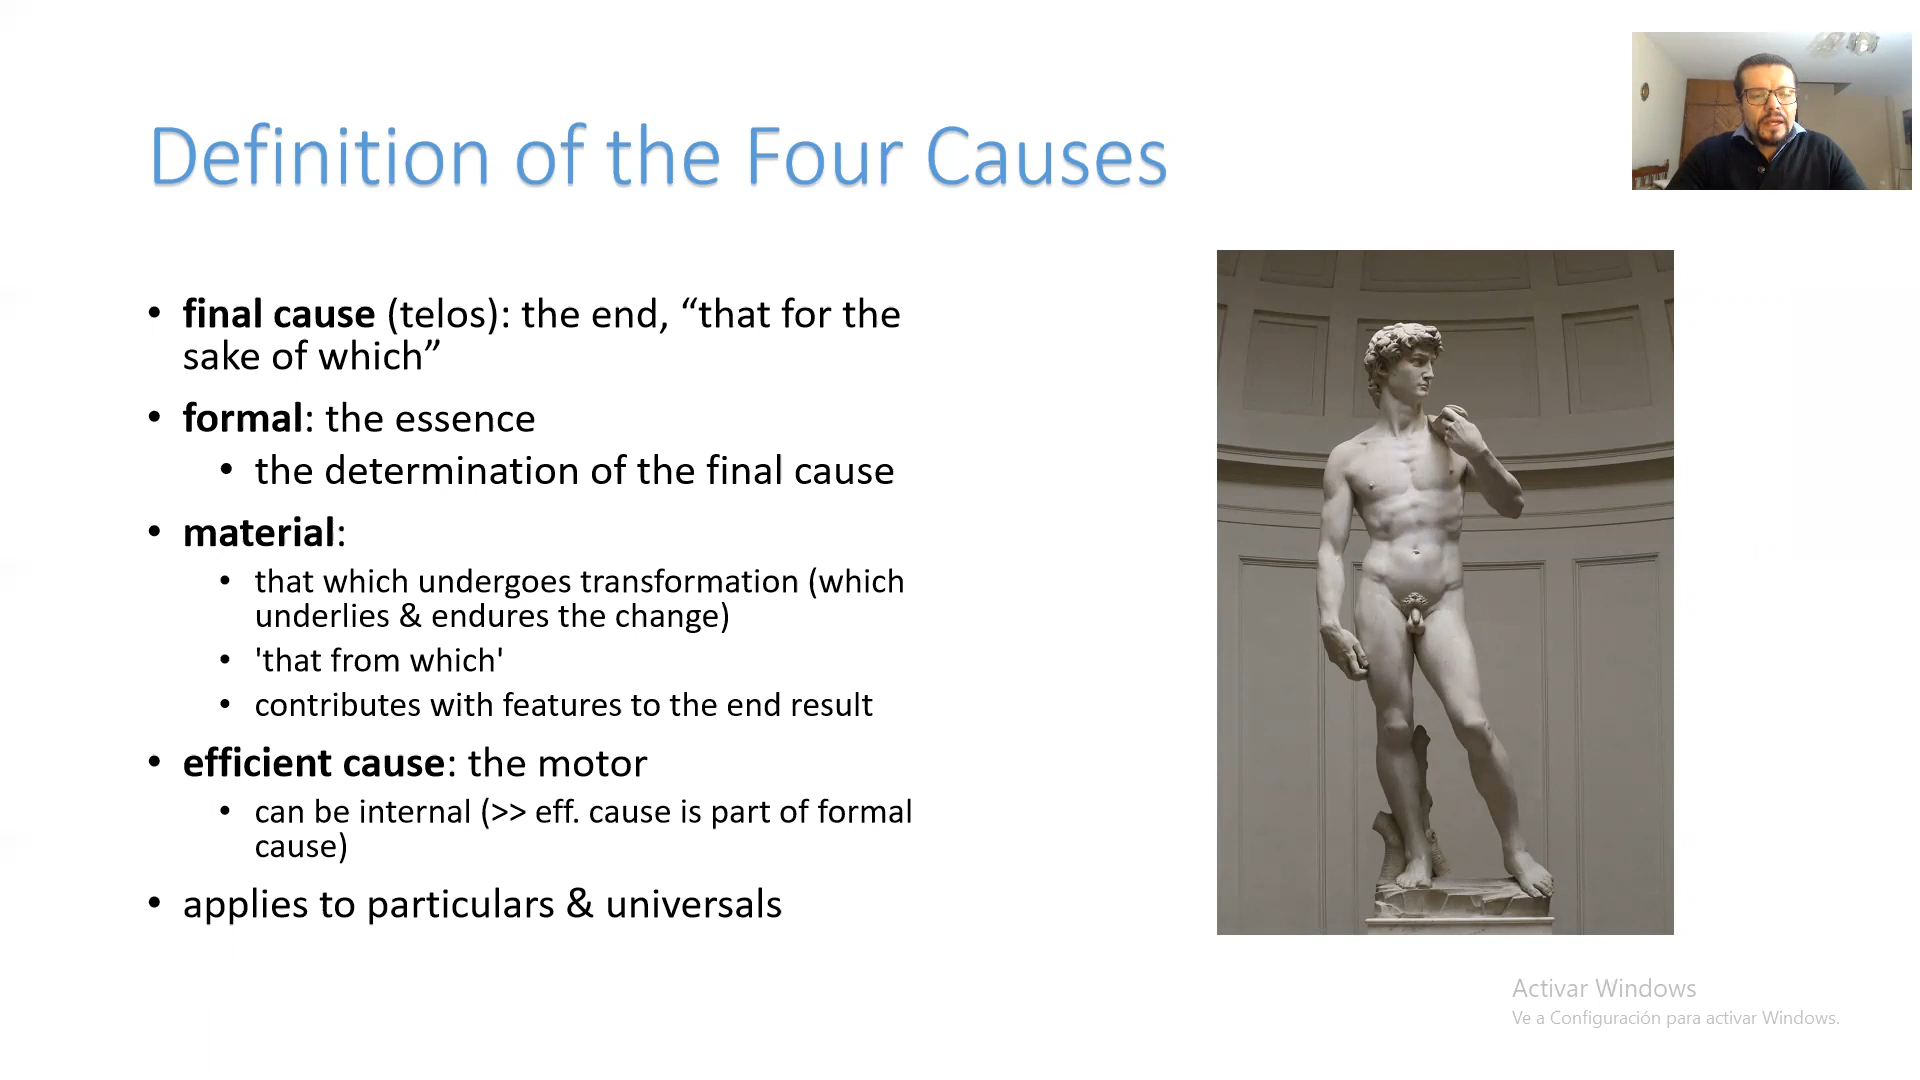 Definition of the Four Causes
• final cause (telos): the end, “that for the
sake of which”
• formal: the essence
• the determination of the final cause
• material:
• that which undergoes transformation (which
underlies & endures the change)
• 'that from which'
• contributes with features to the end result
• efficient cause: the motor
• can be internal (>> eff. cause is part of formal
cause)
• applies to particulars & universals
Activar Windows
Ve a Configuración para activar Windows.